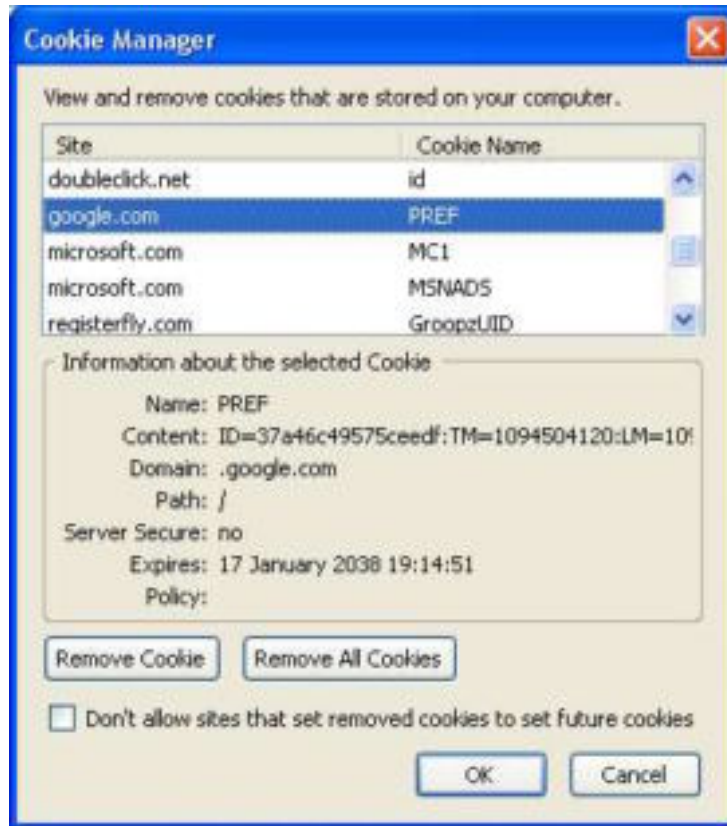 Cookie Manager
View and remove cookies that are stored on your computer.
Site Cookie Name
doubleclick.net id
google.com PREF
microsoft.com MC1
microsoft.com MSNADS
registerfly.com GroopzUID
Information about the selected Cookie
Name: PREF
Content: ID=37a46c49575ceedf:TM=1094504120:LM=109
Domain: .google.com
Path: /
Server Secure: no
Expires: 17 January 2038 19:14:51
Policy:
Remove Cookie Remove All Cookies
Don't allow sites that set removed cookies to set future cookies
OK Cancel